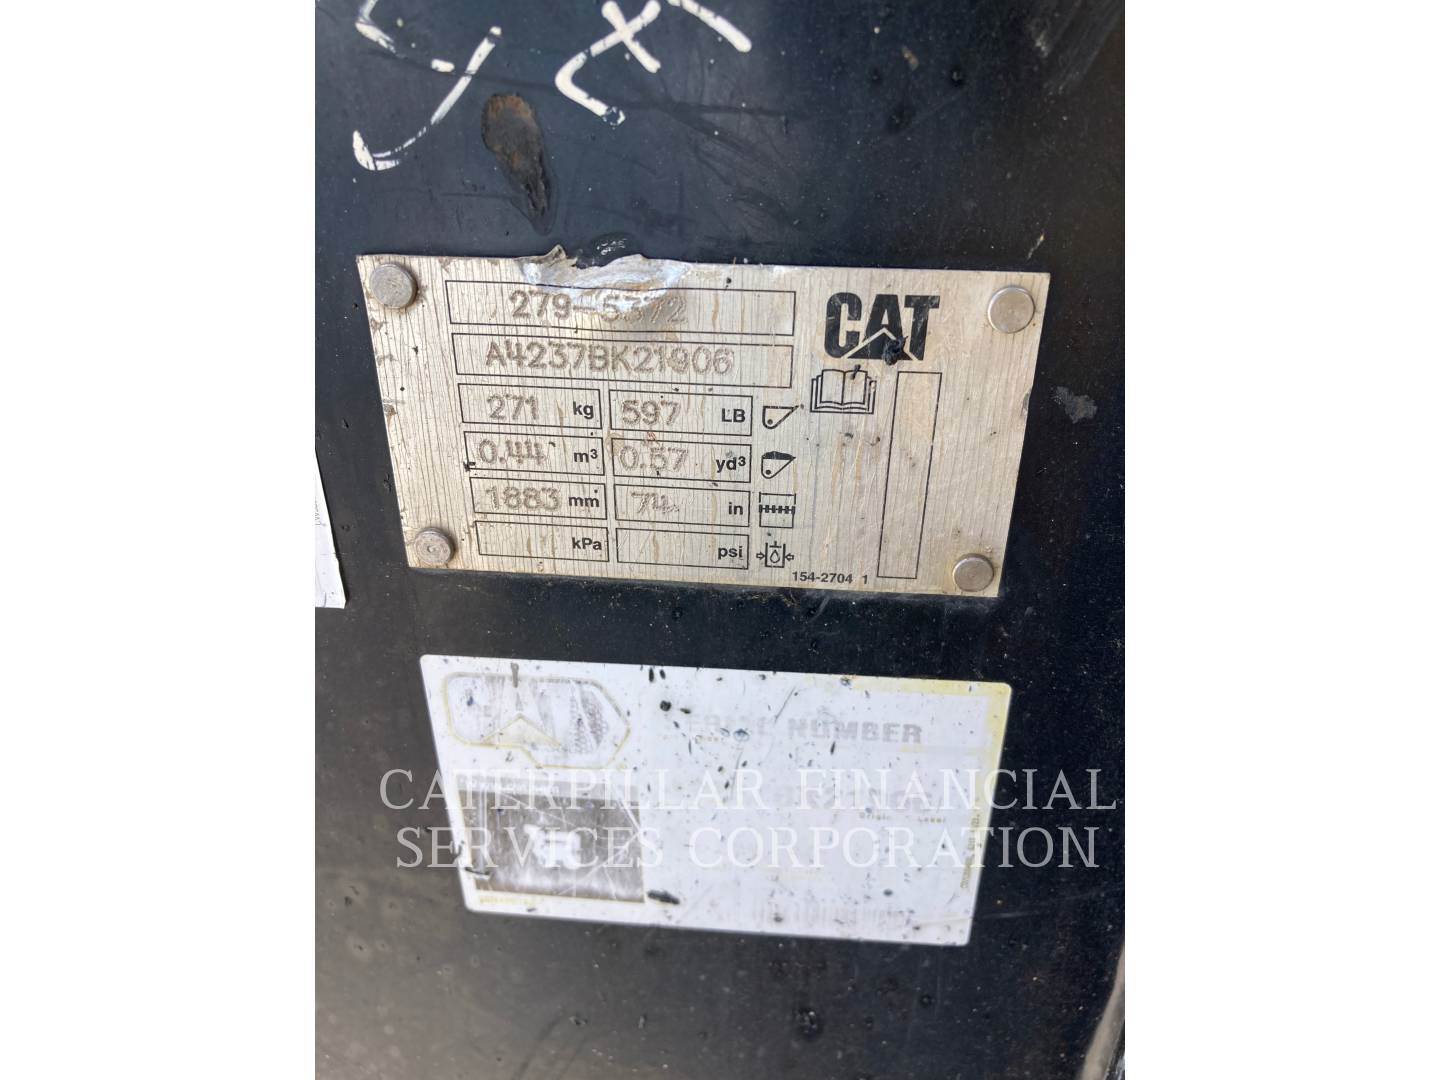 279-5372
CAT
A4237BK21906
271 kg 597 LB
0.44 m³ 0.57 yd³
1883 mm 74 in
kPa psi
154-2704 1
NUMBER
CATERPILLAR FINANCIAL
SERVICES CORPORATION